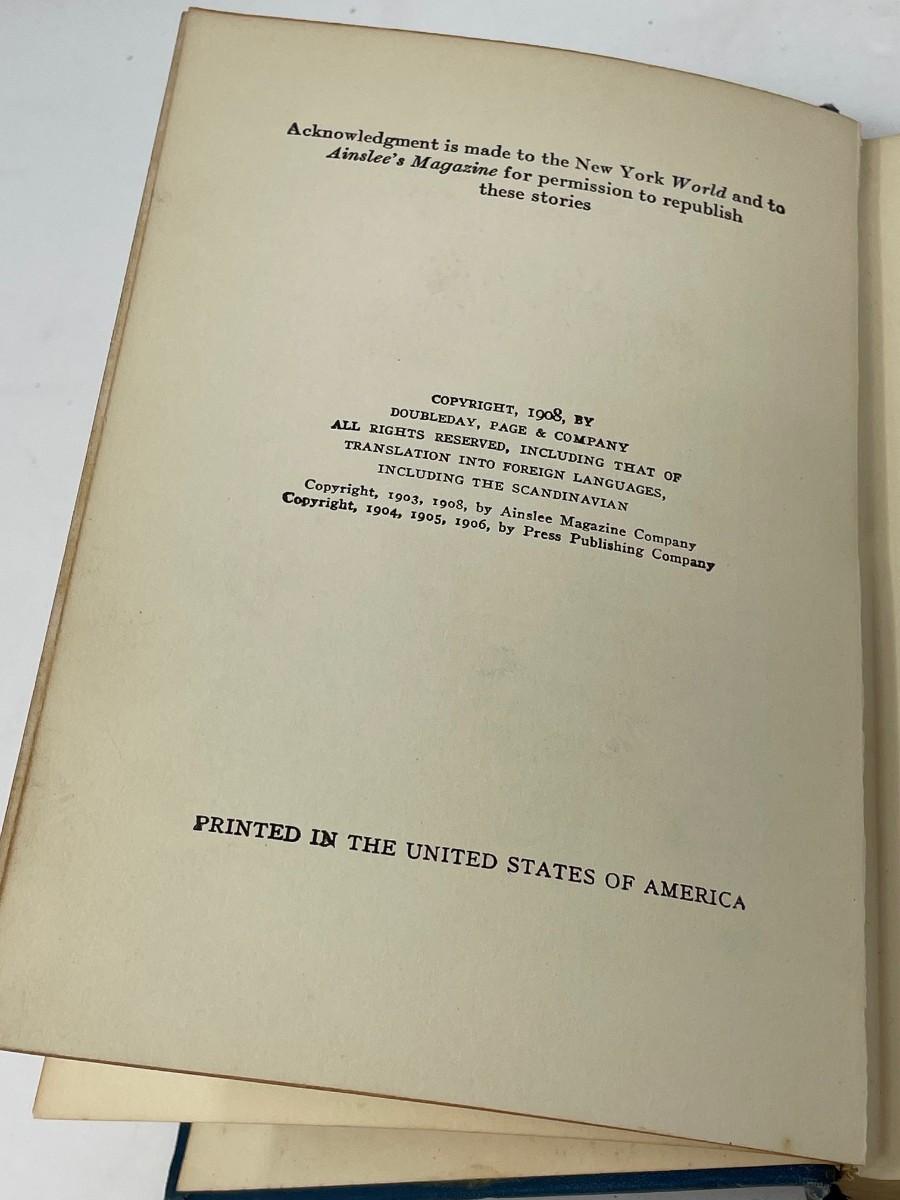 Acknowledgment is made to the New York World and to
Ainslee's Magazine for permission to republish
these stories
COPYRIGHT, 1908, BY
DOUBLEDAY, PAGE & COMPANY
ALL RIGHTS RESERVED, INCLUDING THAT OF
TRANSLATION INTO FOREIGN LANGUAGES,
INCLUDING THE SCANDINAVIAN
Copyright, 1903, 1908, by Ainslee Magazine Company
Copyright, 1904, 1905, 1906, by Press Publishing Company
PRINTED IN THE UNITED STATES OF AMERICA